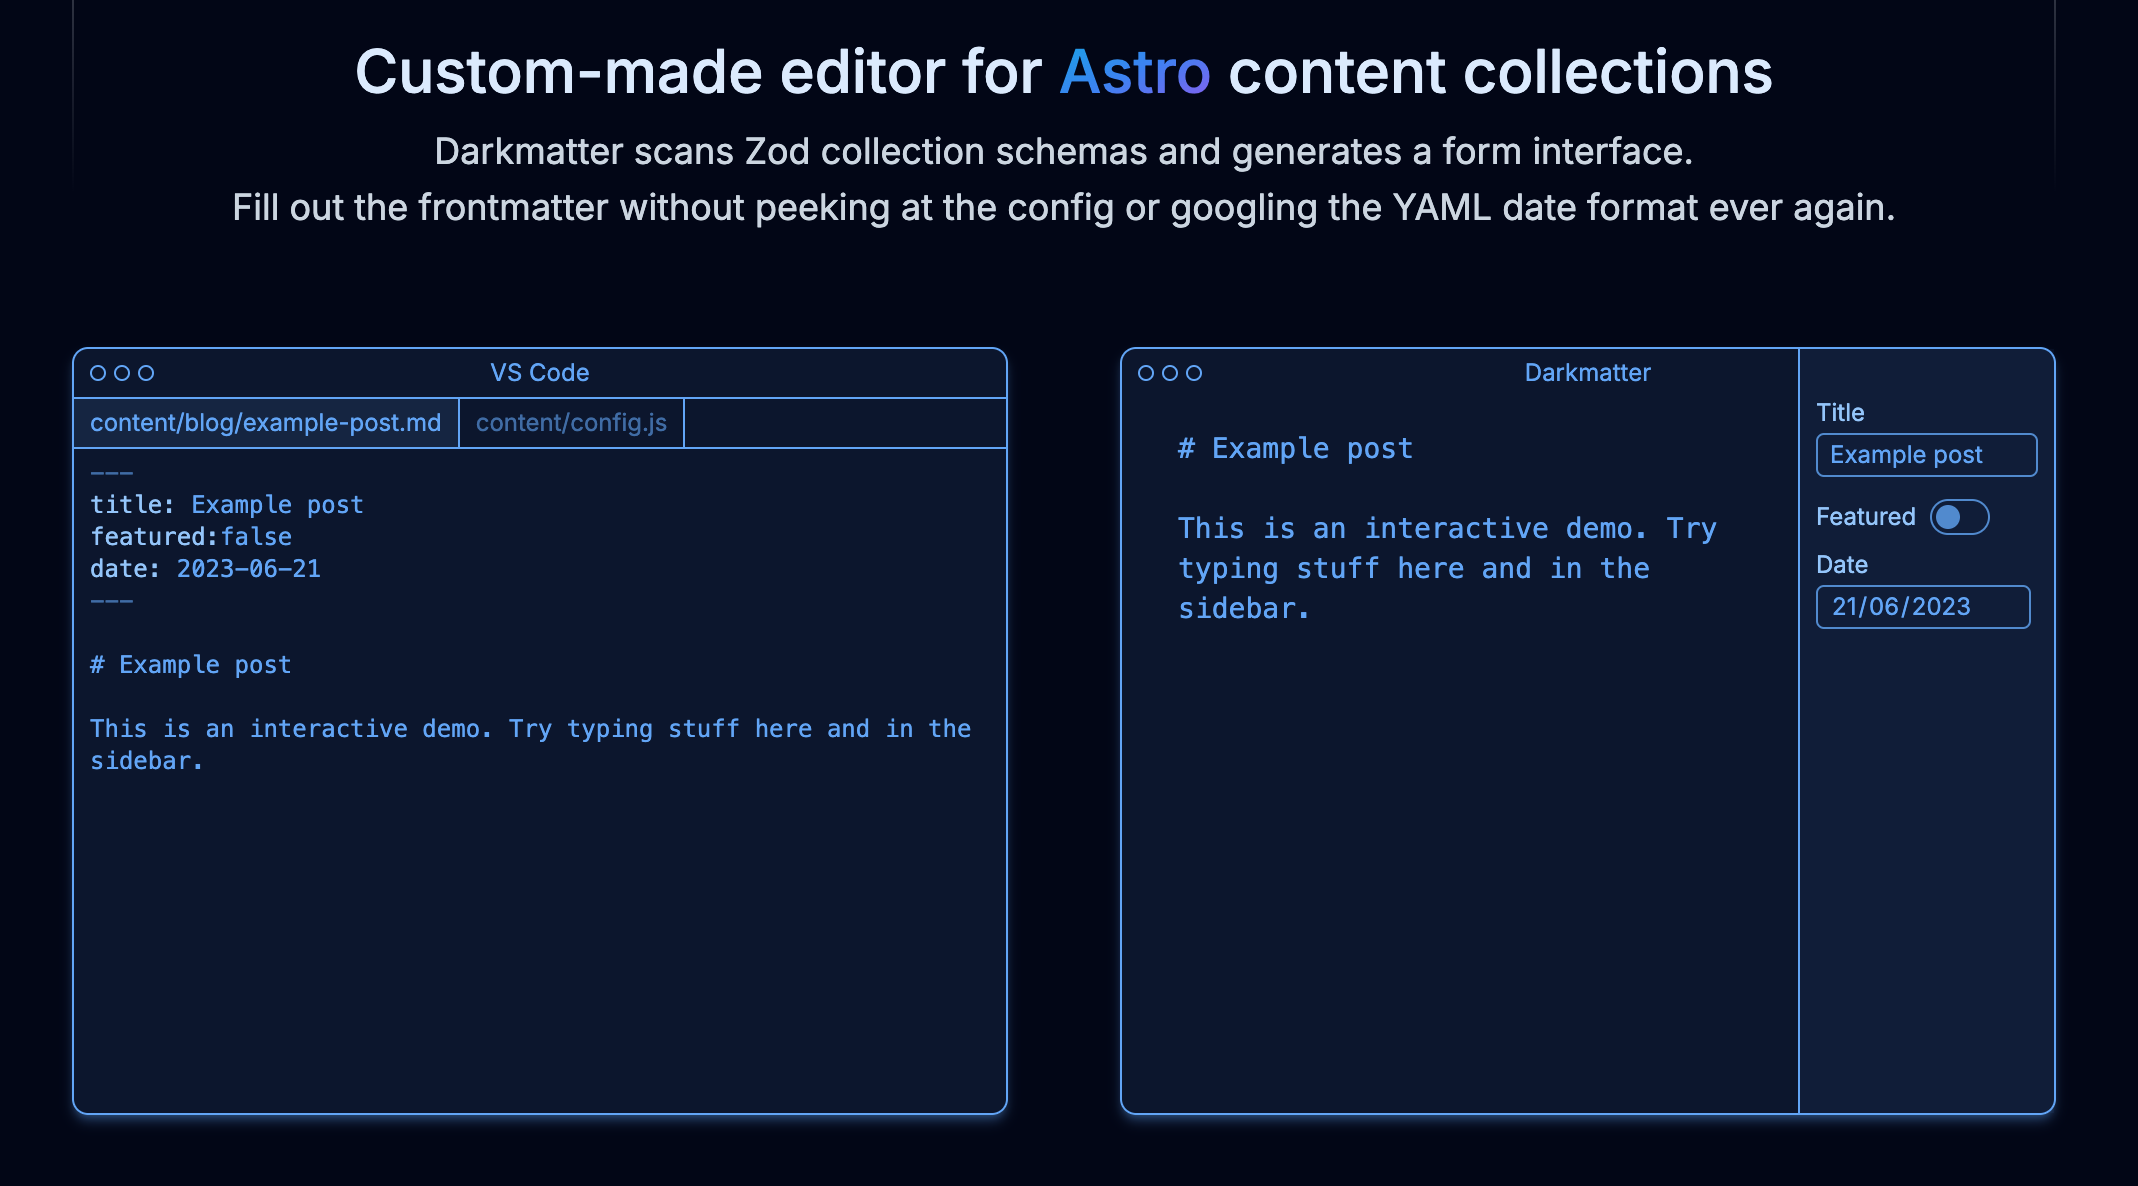 Custom-made editor for Astro content collections
Darkmatter scans Zod collection schemas and generates a form interface.
Fill out the frontmatter without peeking at the config or googling the YAML date format ever again.
VS Code
content/blog/example-post.md content/config.js
---
title: Example post
featured:false
date: 2023-06-21
---
# Example post
This is an interactive demo. Try typing stuff here and in the
sidebar.
Darkmatter
# Example post
This is an interactive demo. Try
typing stuff here and in the
sidebar.
Title
Example post
Featured
Date
21/06/2023